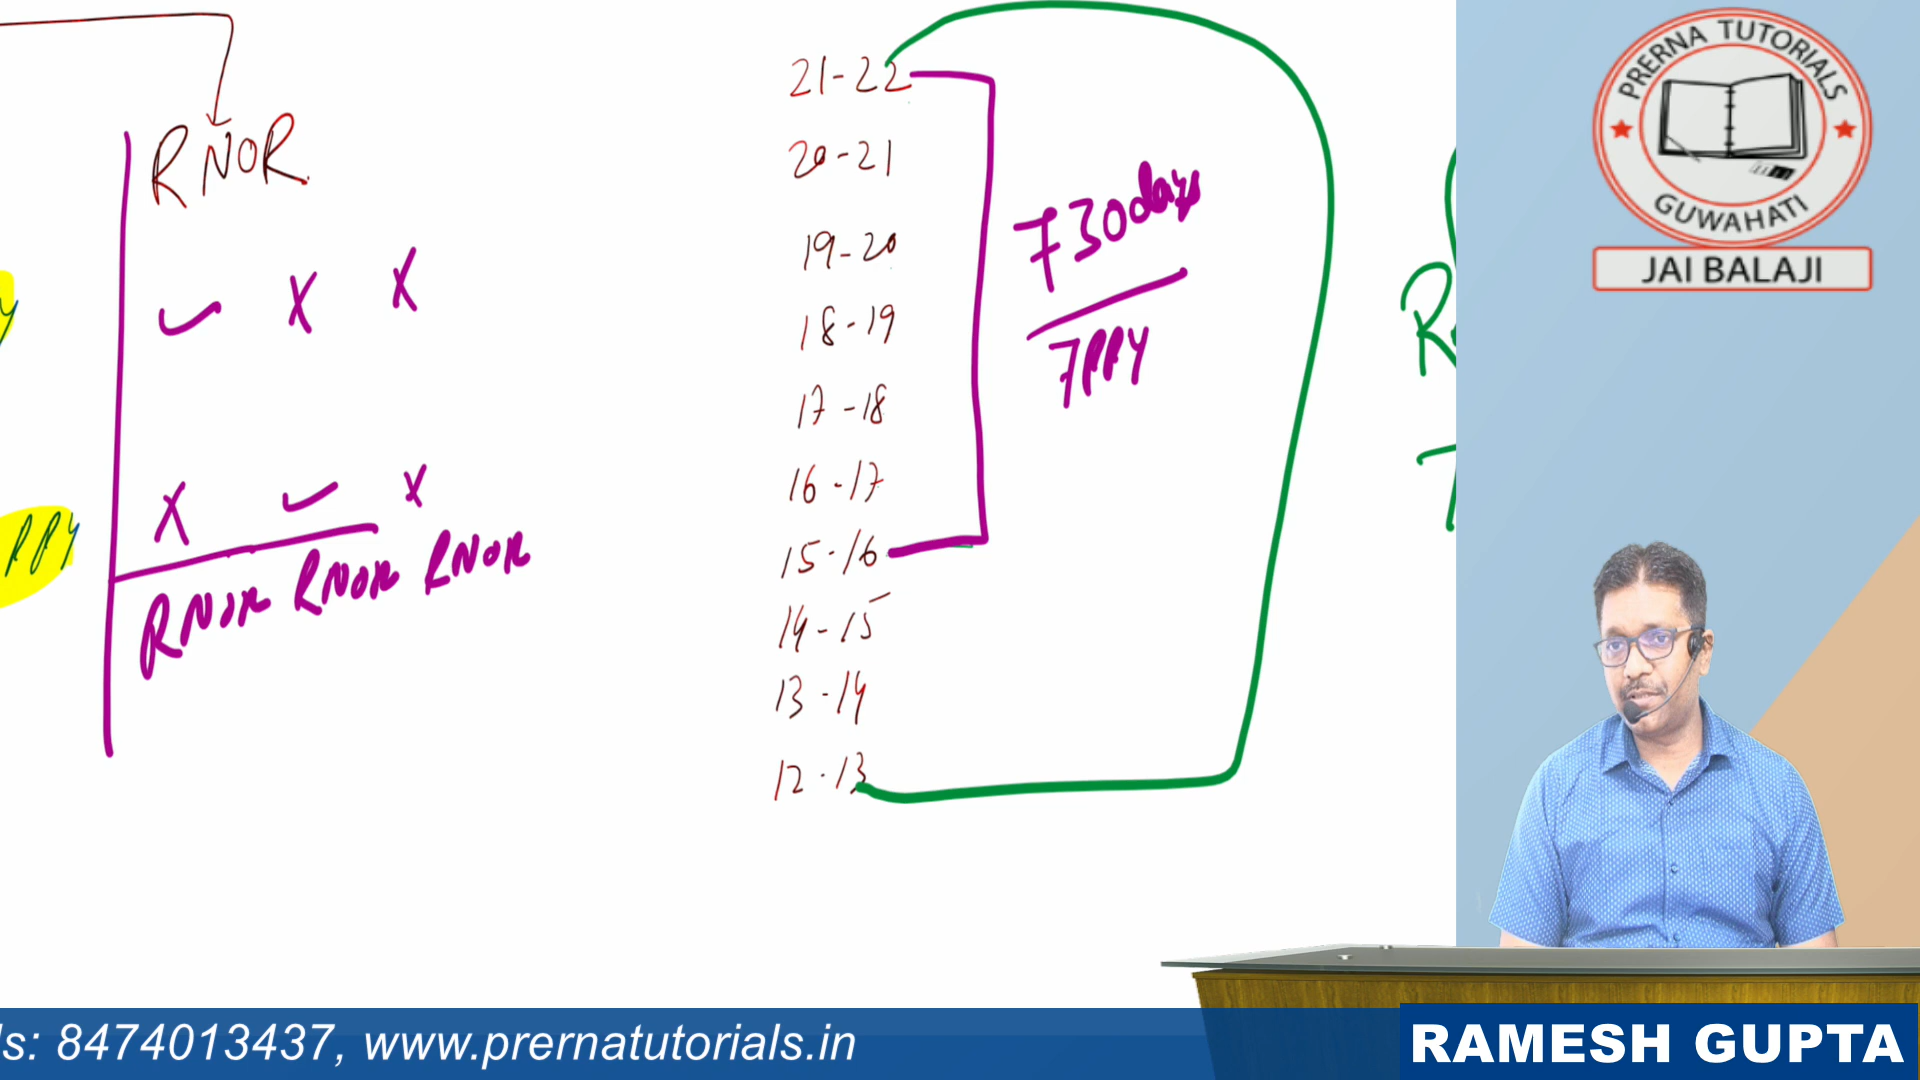 RNOR
✓ X X
X ✓ X
RNOR RNOR RNOR
PPY
21-22
20-21
19-20
18-19
17-18
16-17
15-16
14-15
13-14
12-13
730 days
7PPY
PRERNA TUTORIALS
GUWAHATI
JAI BALAJI
ls: 8474013437, www.prernatutorials.in
RAMESH GUPTA